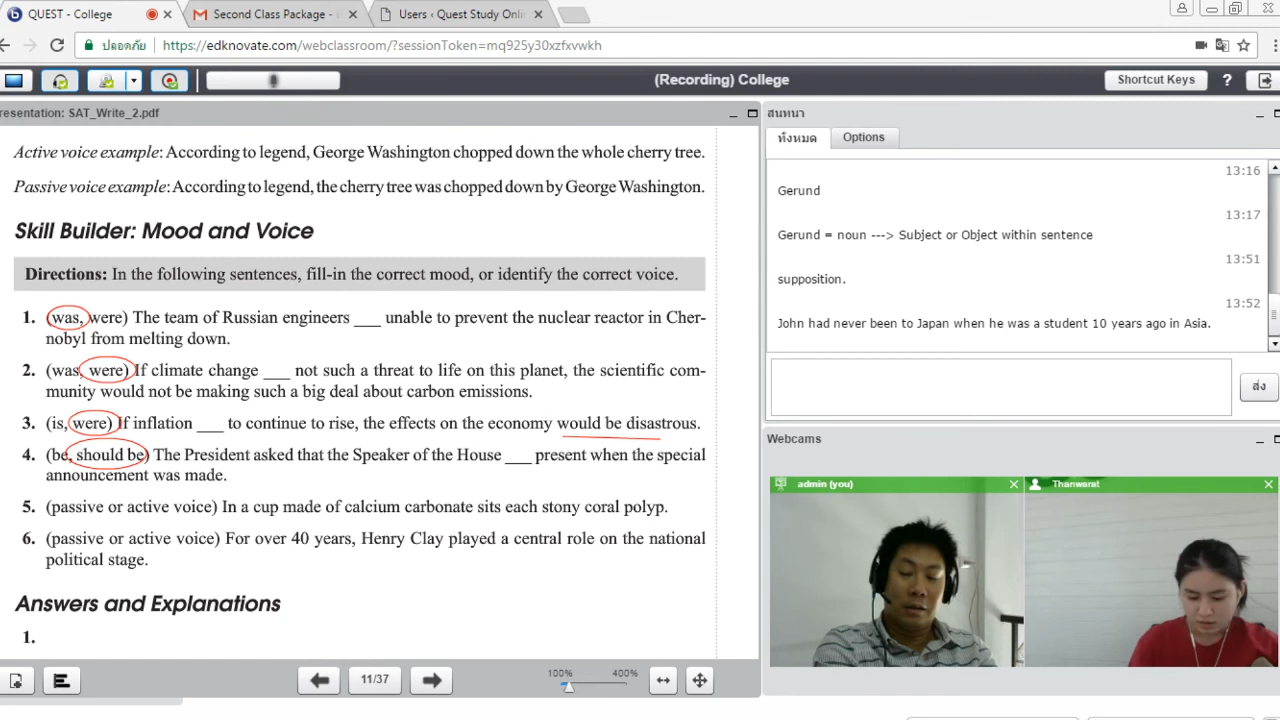 QUEST - College
Second Class Package -
Users ‹ Quest Study Onli
ปลอดภัย
https://edknovate.com/webclassroom/?sessionToken=mq925y30xzfxvwkh
(Recording) College
Shortcut Keys
?
resentation: SAT_Write_2.pdf
Active voice example: According to legend, George Washington chopped down the whole cherry tree.
Passive voice example: According to legend, the cherry tree was chopped down by George Washington.
Skill Builder: Mood and Voice
Directions: In the following sentences, fill-in the correct mood, or identify the correct voice.
1. (was, were) The team of Russian engineers ___ unable to prevent the nuclear reactor in Cher-
nobyl from melting down.
2. (was, were) If climate change ___ not such a threat to life on this planet, the scientific com-
munity would not be making such a big deal about carbon emissions.
3. (is, were) If inflation ___ to continue to rise, the effects on the economy would be disastrous.
4. (be, should be) The President asked that the Speaker of the House ___ present when the special
announcement was made.
5. (passive or active voice) In a cup made of calcium carbonate sits each stony coral polyp.
6. (passive or active voice) For over 40 years, Henry Clay played a central role on the national
political stage.
Answers and Explanations
1.
11/37
100%
400%
สนทนา
ทั้งหมด
Options
13:16
Gerund
13:17
Gerund = noun ---> Subject or Object within sentence
13:51
supposition.
13:52
John had never been to Japan when he was a student 10 years ago in Asia.
ส่ง
Webcams
admin (you)
Thanwarat